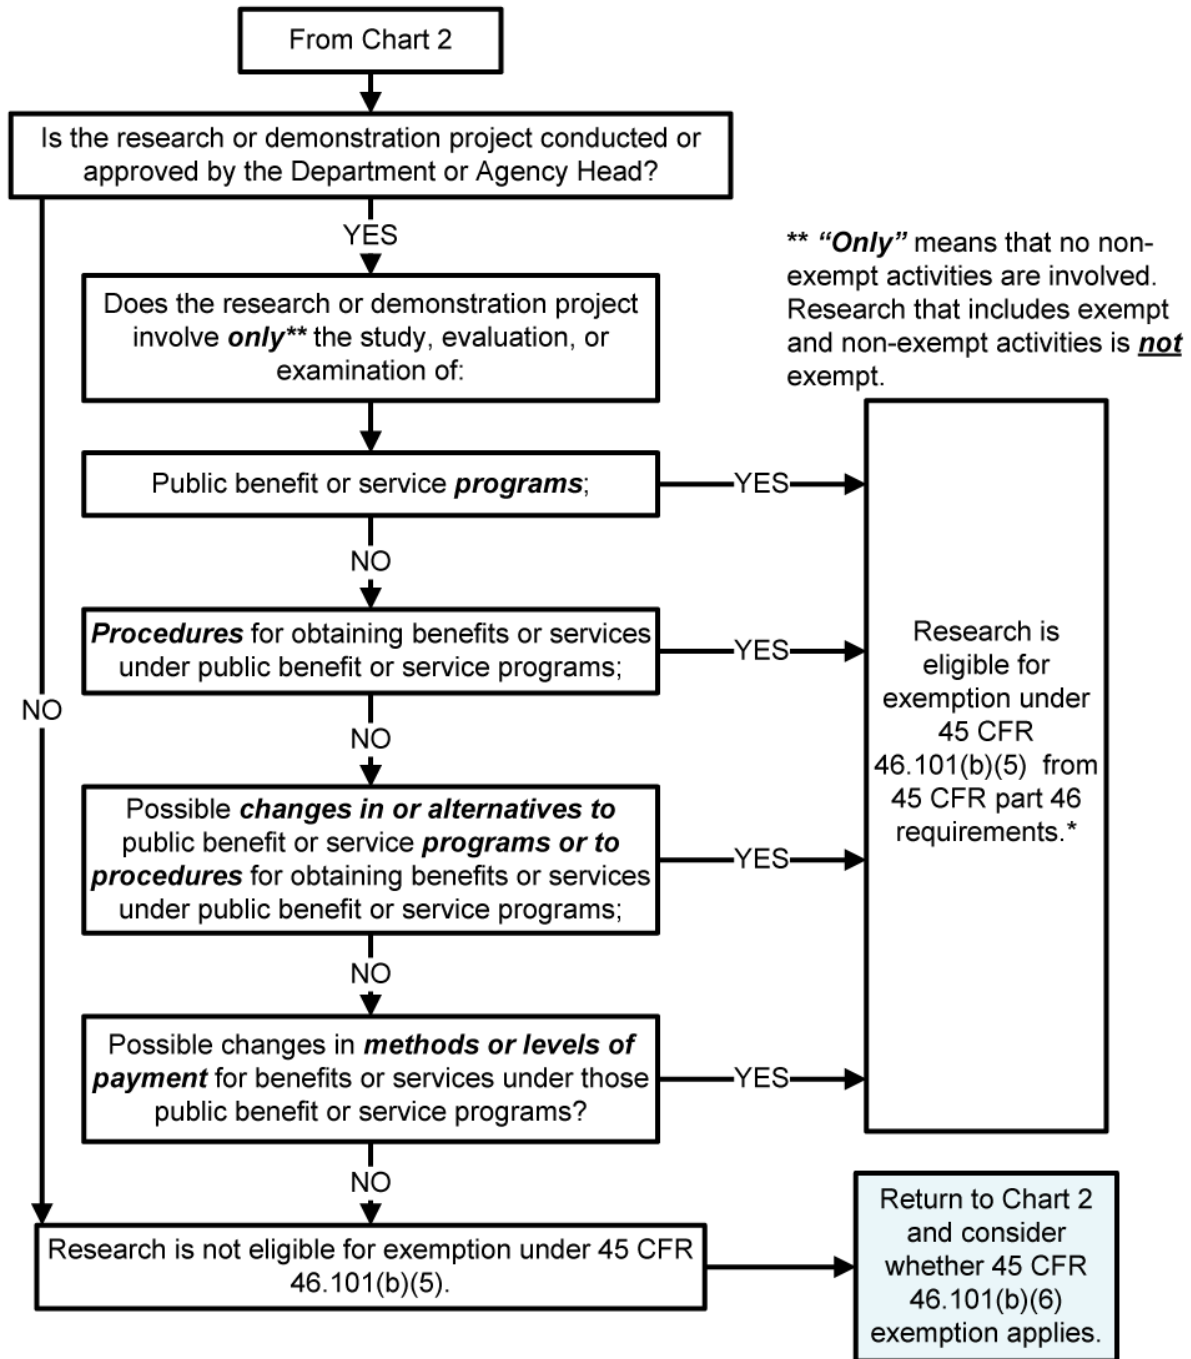 From Chart 2
Is the research or demonstration project conducted or
approved by the Department or Agency Head?
YES
** “Only” means that no non-
exempt activities are involved.
Research that includes exempt
and non-exempt activities is not
exempt.
Does the research or demonstration project
involve only** the study, evaluation, or
examination of:
Public benefit or service programs;
YES
NO
Procedures for obtaining benefits or services
under public benefit or service programs;
YES
NO
NO
Possible changes in or alternatives to
public benefit or service programs or to
procedures for obtaining benefits or services
under public benefit or service programs;
YES
NO
Possible changes in methods or levels of
payment for benefits or services under those
public benefit or service programs?
YES
NO
Research is
eligible for
exemption under
45 CFR
46.101(b)(5) from
45 CFR part 46
requirements.*
Research is not eligible for exemption under 45 CFR
46.101(b)(5).
Return to Chart 2
and consider
whether 45 CFR
46.101(b)(6)
exemption applies.